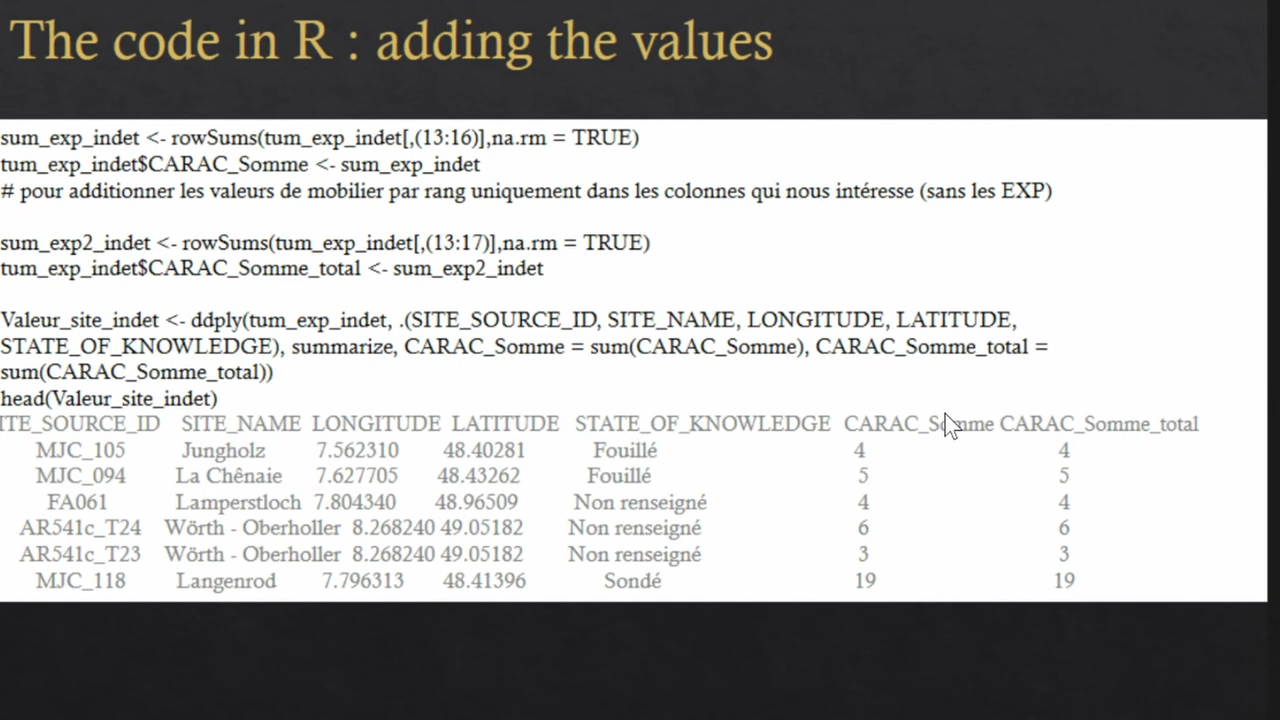 The code in R : adding the values
sum_exp_indet <- rowSums(tum_exp_indet[,(13:16)],na.rm = TRUE)
tum_exp_indet$CARAC_Somme <- sum_exp_indet
# pour additionner les valeurs de mobilier par rang uniquement dans les colonnes qui nous intéresse (sans les EXP)
sum_exp2_indet <- rowSums(tum_exp_indet[,(13:17)],na.rm = TRUE)
tum_exp_indet$CARAC_Somme_total <- sum_exp2_indet
Valeur_site_indet <- ddply(tum_exp_indet, .(SITE_SOURCE_ID, SITE_NAME, LONGITUDE, LATITUDE,
STATE_OF_KNOWLEDGE), summarize, CARAC_Somme = sum(CARAC_Somme), CARAC_Somme_total =
sum(CARAC_Somme_total))
head(Valeur_site_indet)
ITE_SOURCE_ID SITE_NAME LONGITUDE LATITUDE STATE_OF_KNOWLEDGE CARAC_Somme CARAC_Somme_total
MJC_105 Jungholz 7.562310 48.40281 Fouillé 4 4
MJC_094 La Chênaie 7.627705 48.43262 Fouillé 5 5
FA061 Lamperstloch 7.804340 48.96509 Non renseigné 4 4
AR541c_T24 Wörth - Oberholler 8.268240 49.05182 Non renseigné 6 6
AR541c_T23 Wörth - Oberholler 8.268240 49.05182 Non renseigné 3 3
MJC_118 Langenrod 7.796313 48.41396 Sondé 19 19